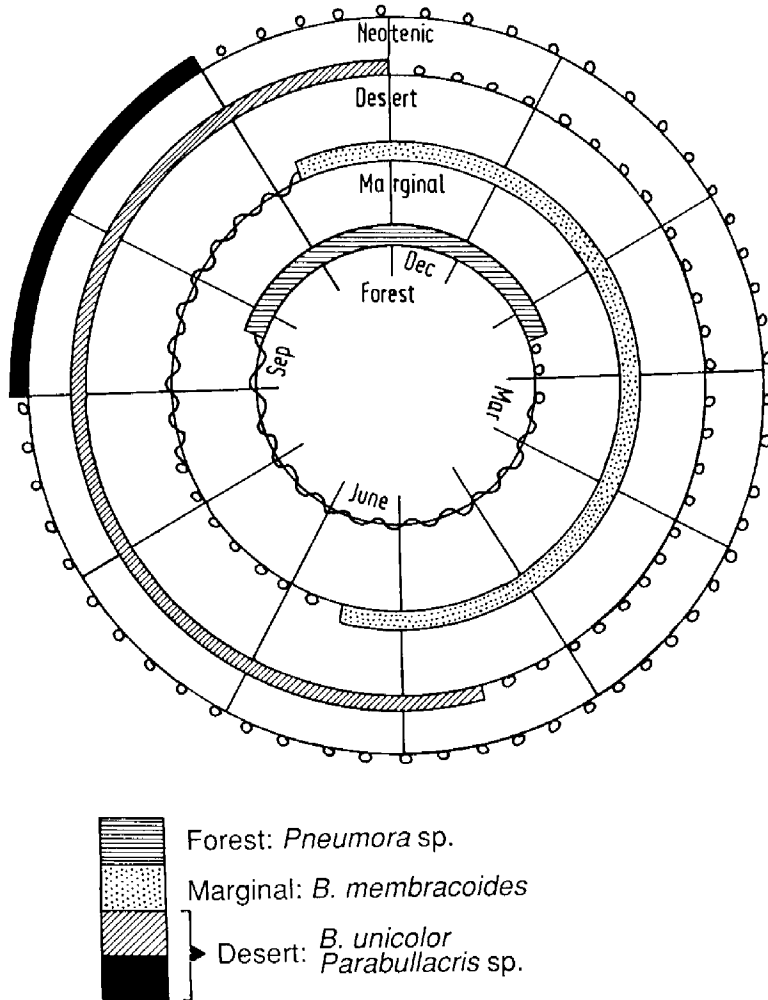 Neotenic
Desert
Marginal
Dec
Forest
Sep
Mar
June
Forest: Pneumora sp.
Marginal: B. membracoides
Desert: B. unicolor
Parabullacris sp.